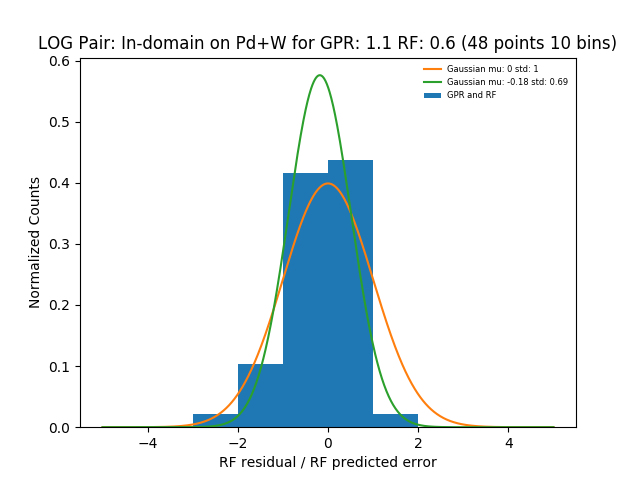 LOG Pair: In-domain on Pd+W for GPR: 1.1 RF: 0.6 (48 points 10 bins)
Gaussian mu: 0 std: 1
Gaussian mu: -0.18 std: 0.69
GPR and RF
0.6
0.5
0.4
0.3
0.2
0.1
0.0
Normalized Counts
−4
−2
0
2
4
RF residual / RF predicted error